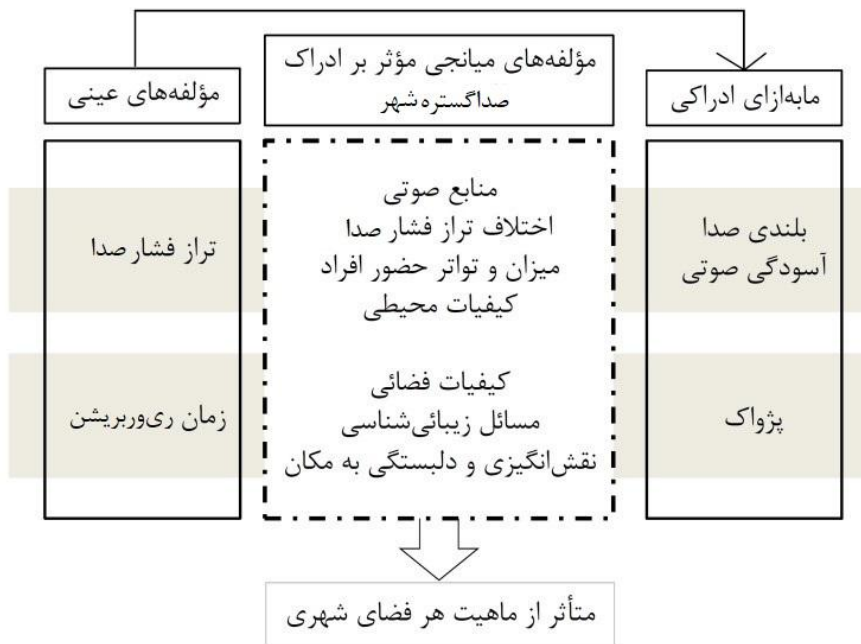 مؤلفه‌های میانجی مؤثر بر ادراک
صداگستره شهر
مابه‌ازای ادراکی
مؤلفه‌های عینی
بلندی صدا
آسودگی صوتی
پژواک
منابع صوتی
اختلاف تراز فشار صدا
میزان و تواتر حضور افراد
کیفیات محیطی
کیفیات فضائی
مسائل زیبائی‌شناسی
نقش‌انگیزی و دلبستگی به مکان
تراز فشار صدا
زمان ری‌وربریشن
متأثر از ماهیت هر فضای شهری